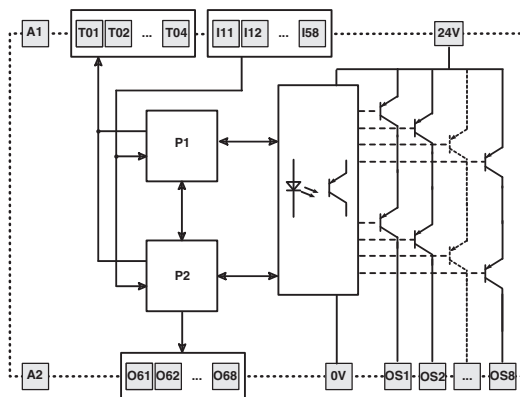 A1 T01 T02 ... T04 I11 I12 ... I58 24V
P1
P2
A2 O61 O62 ... O68 0V OS1 OS2 ... OS8